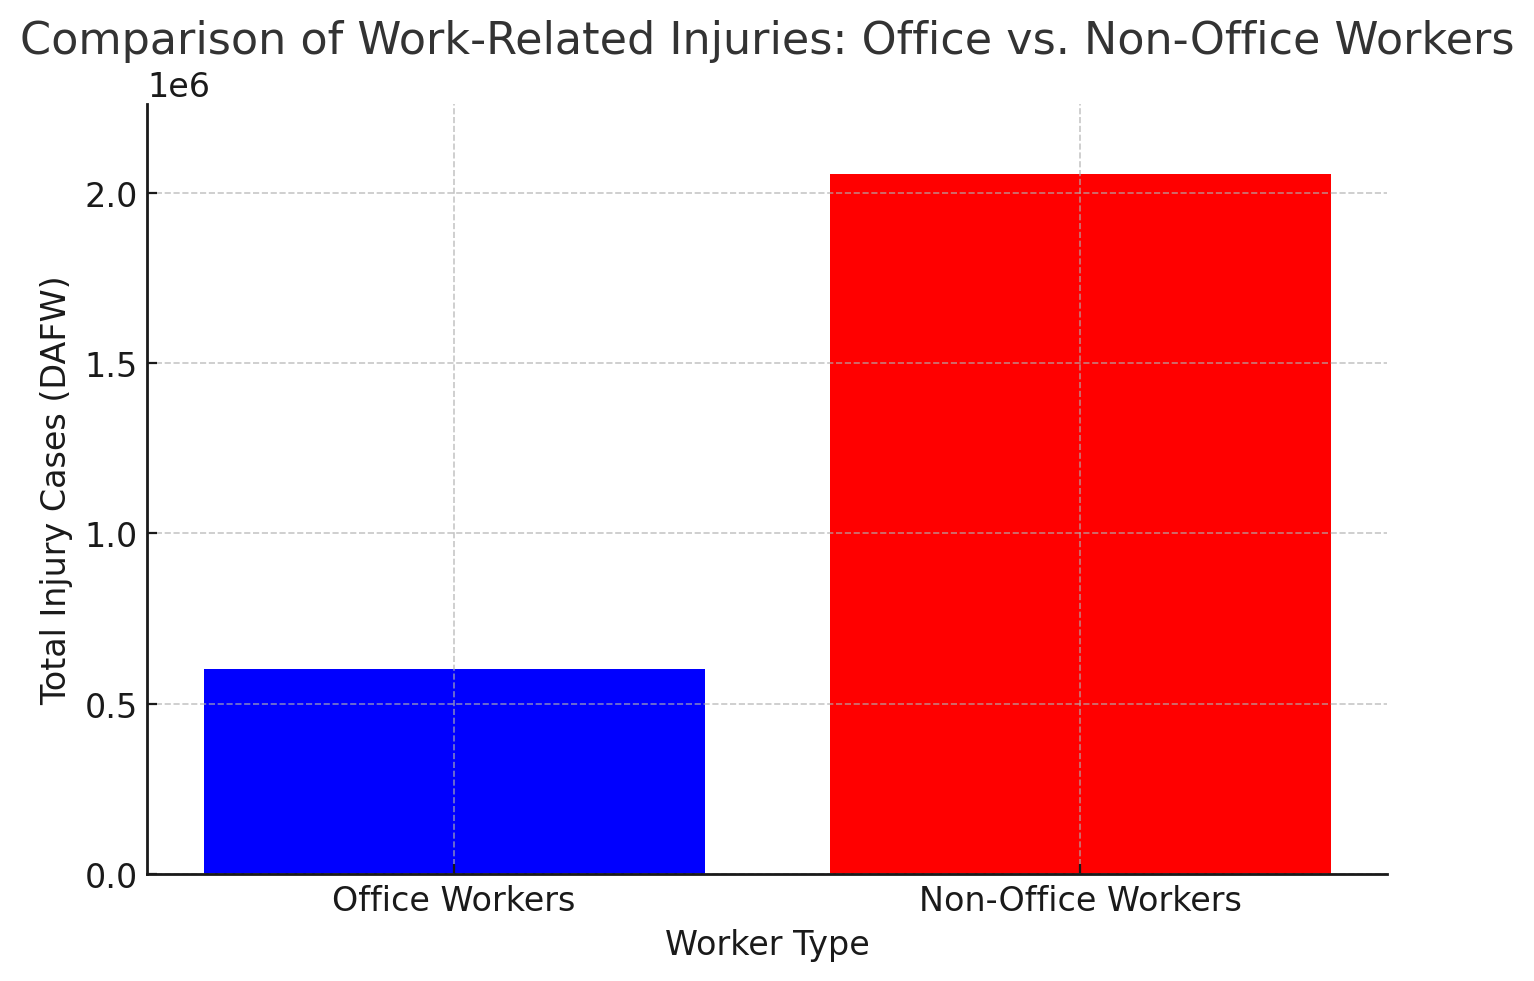 Comparison of Work-Related Injuries: Office vs. Non-Office Workers
1e6
2.0
1.5
1.0
0.5
0.0
Total Injury Cases (DAFW)
Office Workers
Non-Office Workers
Worker Type